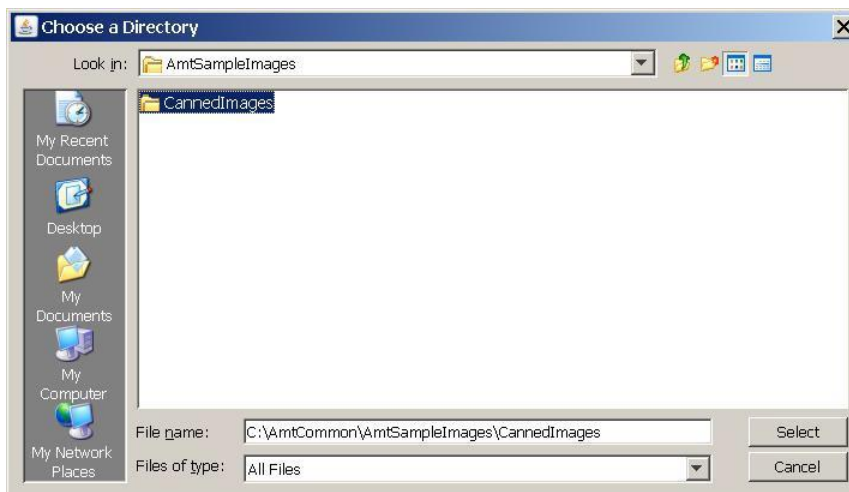 Choose a Directory
Look in: AmtSampleImages
CannedImages
My Recent
Documents
Desktop
My
Documents
My
Computer
My Network
Places
File name: C:\AmtCommon\AmtSampleImages\CannedImages
Select
Files of type: All Files
Cancel